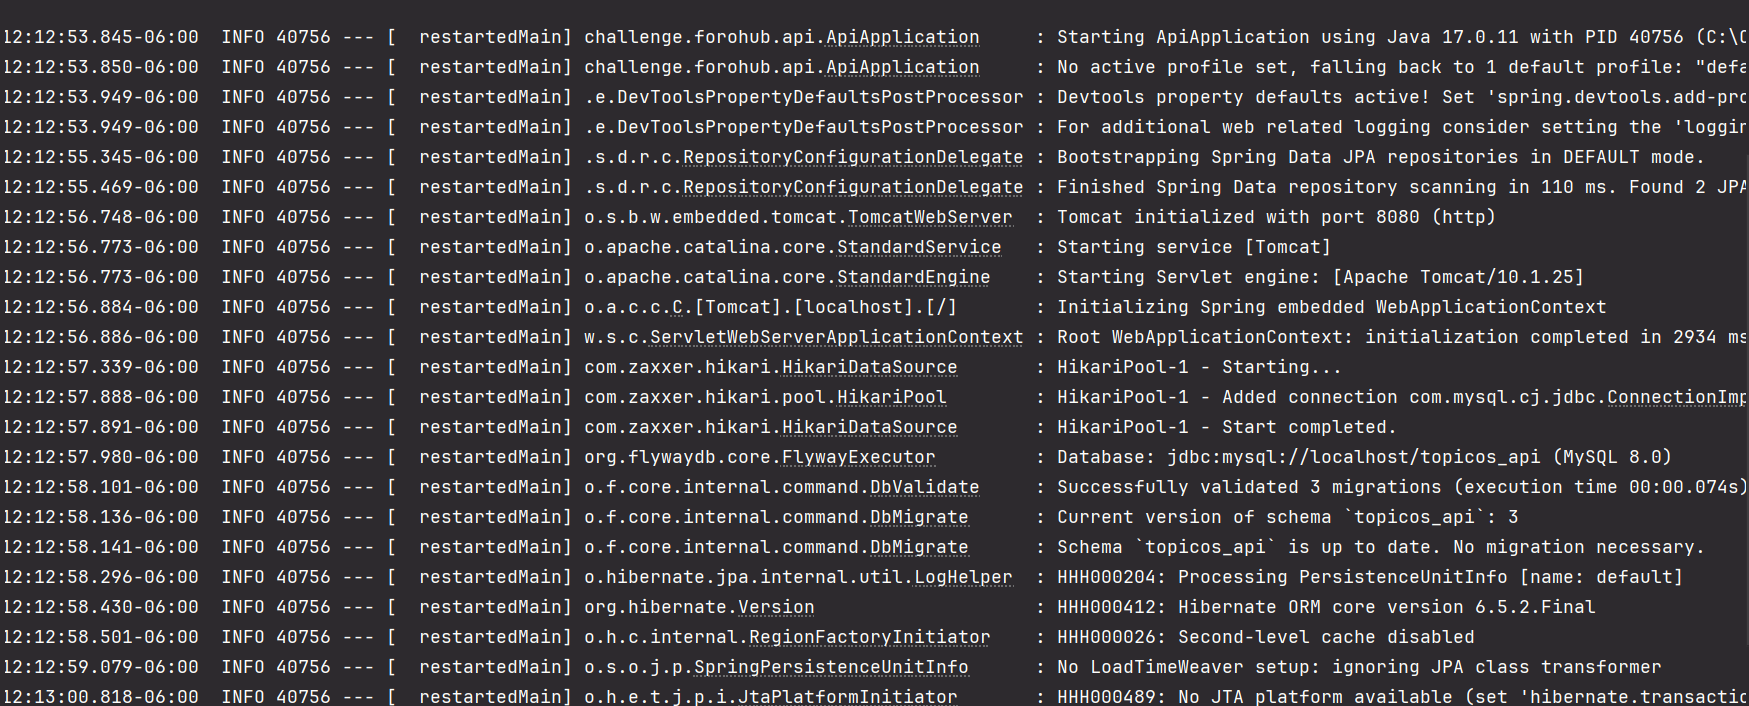 12:12:53.845-06:00  INFO 40756 --- [  restartedMain] challenge.forohub.api.ApiApplication     : Starting ApiApplication using Java 17.0.11 with PID 40756 (C:\
12:12:53.850-06:00  INFO 40756 --- [  restartedMain] challenge.forohub.api.ApiApplication     : No active profile set, falling back to 1 default profile: "defa
12:12:53.949-06:00  INFO 40756 --- [  restartedMain] .e.DevToolsPropertyDefaultsPostProcessor : Devtools property defaults active! Set 'spring.devtools.add-pro
12:12:53.949-06:00  INFO 40756 --- [  restartedMain] .e.DevToolsPropertyDefaultsPostProcessor : For additional web related logging consider setting the 'loggin
12:12:55.345-06:00  INFO 40756 --- [  restartedMain] .s.d.r.c.RepositoryConfigurationDelegate : Bootstrapping Spring Data JPA repositories in DEFAULT mode.
12:12:55.469-06:00  INFO 40756 --- [  restartedMain] .s.d.r.c.RepositoryConfigurationDelegate : Finished Spring Data repository scanning in 110 ms. Found 2 JPA
12:12:56.748-06:00  INFO 40756 --- [  restartedMain] o.s.b.w.embedded.tomcat.TomcatWebServer  : Tomcat initialized with port 8080 (http)
12:12:56.773-06:00  INFO 40756 --- [  restartedMain] o.apache.catalina.core.StandardService   : Starting service [Tomcat]
12:12:56.773-06:00  INFO 40756 --- [  restartedMain] o.apache.catalina.core.StandardEngine    : Starting Servlet engine: [Apache Tomcat/10.1.25]
12:12:56.884-06:00  INFO 40756 --- [  restartedMain] o.a.c.c.C.[Tomcat].[localhost].[/]       : Initializing Spring embedded WebApplicationContext
12:12:56.886-06:00  INFO 40756 --- [  restartedMain] w.s.c.ServletWebServerApplicationContext : Root WebApplicationContext: initialization completed in 2934 ms
12:12:57.339-06:00  INFO 40756 --- [  restartedMain] com.zaxxer.hikari.HikariDataSource       : HikariPool-1 - Starting...
12:12:57.888-06:00  INFO 40756 --- [  restartedMain] com.zaxxer.hikari.pool.HikariPool        : HikariPool-1 - Added connection com.mysql.cj.jdbc.ConnectionImp
12:12:57.891-06:00  INFO 40756 --- [  restartedMain] com.zaxxer.hikari.HikariDataSource       : HikariPool-1 - Start completed.
12:12:57.980-06:00  INFO 40756 --- [  restartedMain] org.flywaydb.core.FlywayExecutor         : Database: jdbc:mysql://localhost/topicos_api (MySQL 8.0)
12:12:58.101-06:00  INFO 40756 --- [  restartedMain] o.f.core.internal.command.DbValidate     : Successfully validated 3 migrations (execution time 00:00.074s)
12:12:58.136-06:00  INFO 40756 --- [  restartedMain] o.f.core.internal.command.DbMigrate      : Current version of schema `topicos_api`: 3
12:12:58.141-06:00  INFO 40756 --- [  restartedMain] o.f.core.internal.command.DbMigrate      : Schema `topicos_api` is up to date. No migration necessary.
12:12:58.296-06:00  INFO 40756 --- [  restartedMain] o.hibernate.jpa.internal.util.LogHelper  : HHH000204: Processing PersistenceUnitInfo [name: default]
12:12:58.430-06:00  INFO 40756 --- [  restartedMain] org.hibernate.Version                    : HHH000412: Hibernate ORM core version 6.5.2.Final
12:12:58.501-06:00  INFO 40756 --- [  restartedMain] o.h.c.internal.RegionFactoryInitiator    : HHH000026: Second-level cache disabled
12:12:59.079-06:00  INFO 40756 --- [  restartedMain] o.s.o.j.p.SpringPersistenceUnitInfo      : No LoadTimeWeaver setup: ignoring JPA class transformer
12:13:00.818-06:00  INFO 40756 --- [  restartedMain] o.h.e.t.j.p.i.JtaPlatformInitiator       : HHH000489: No JTA platform available (set 'hibernate.transactio